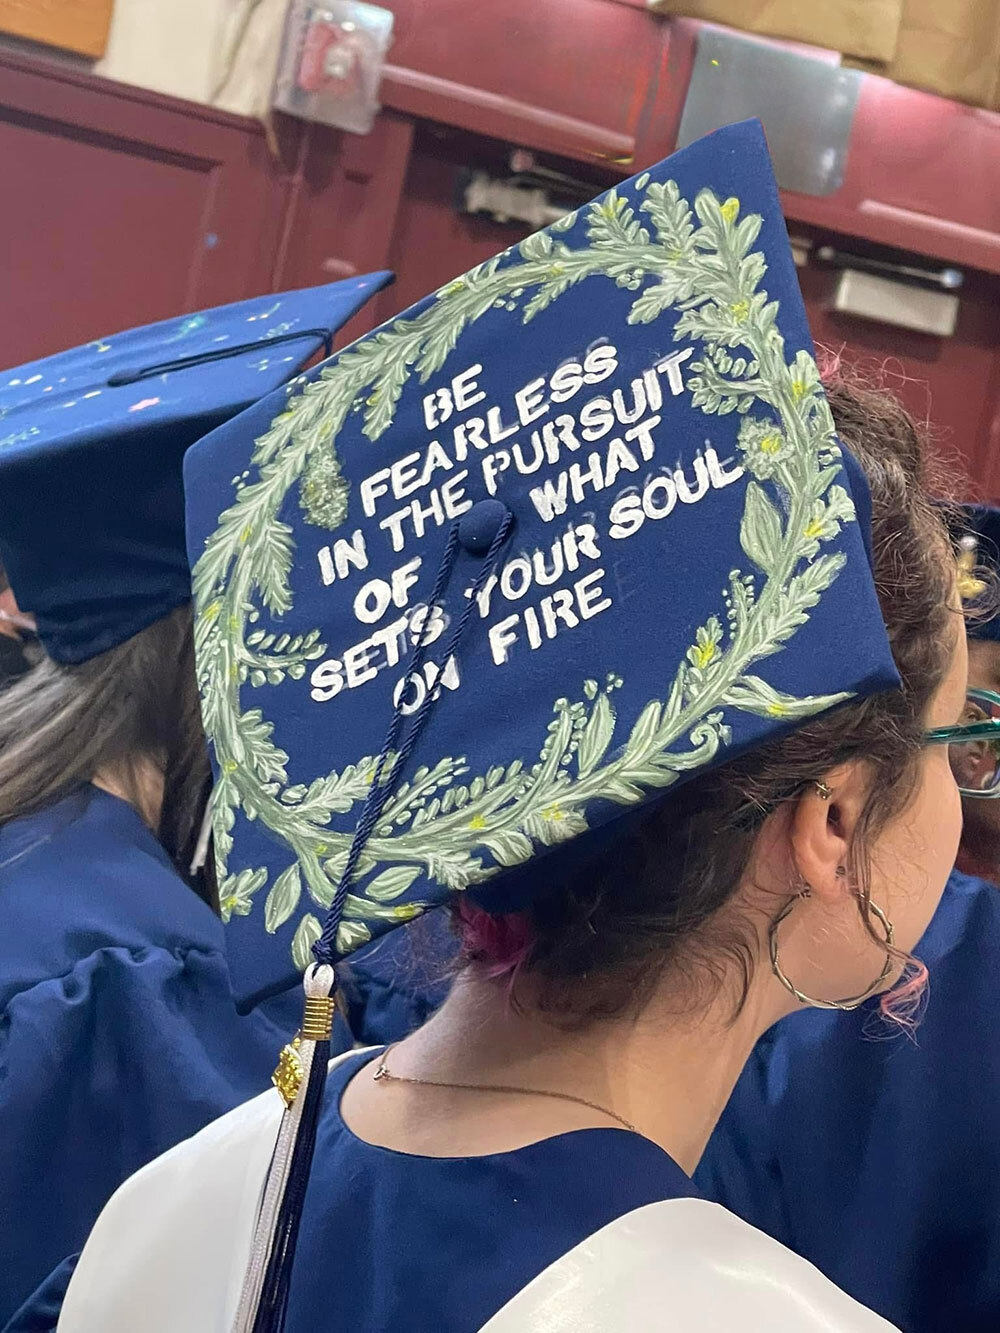 BE
FEARLESS
IN THE PURSUIT
OF WHAT
SETS YOUR SOUL
ON FIRE